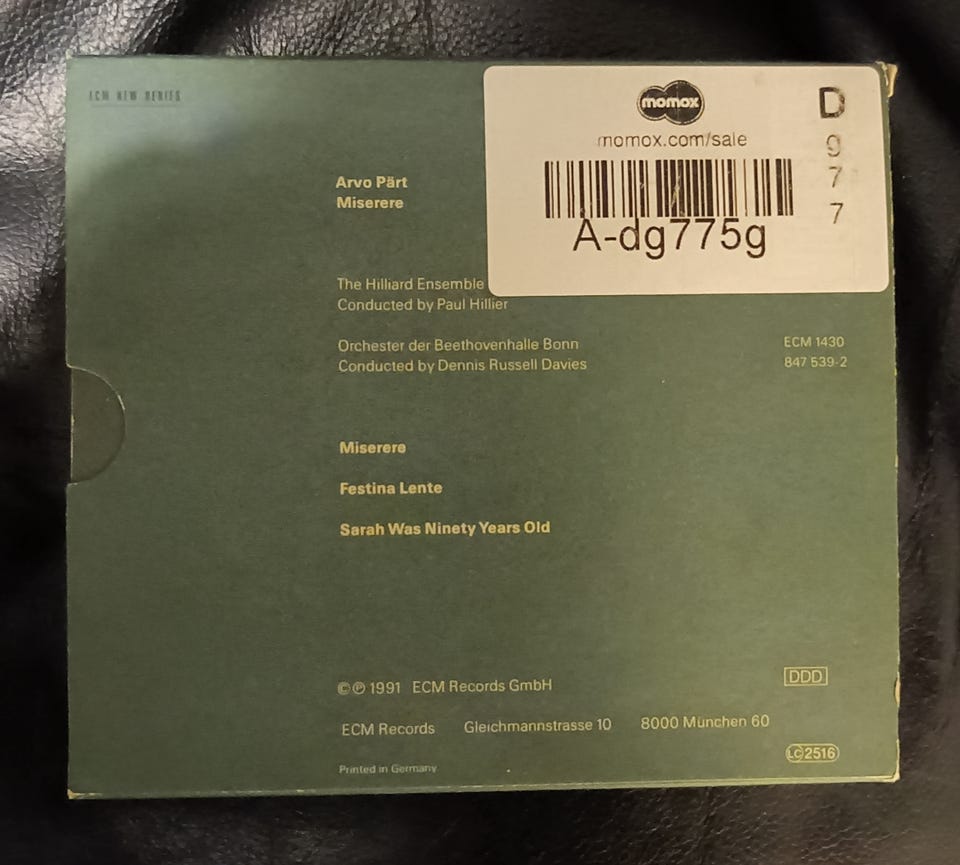 ECM NEW SERIES
momox
momox.com/sale
D
g
7
7
A-dg775g
Arvo Pärt
Miserere
The Hilliard Ensemble
Conducted by Paul Hillier
Orchester der Beethovenhalle Bonn
Conducted by Dennis Russell Davies
ECM 1430
847 539-2
Miserere
Festina Lente
Sarah Was Ninety Years Old
©℗ 1991 ECM Records GmbH
DDD
ECM Records Gleichmannstrasse 10 8000 München 60
LC 2516
Printed in Germany